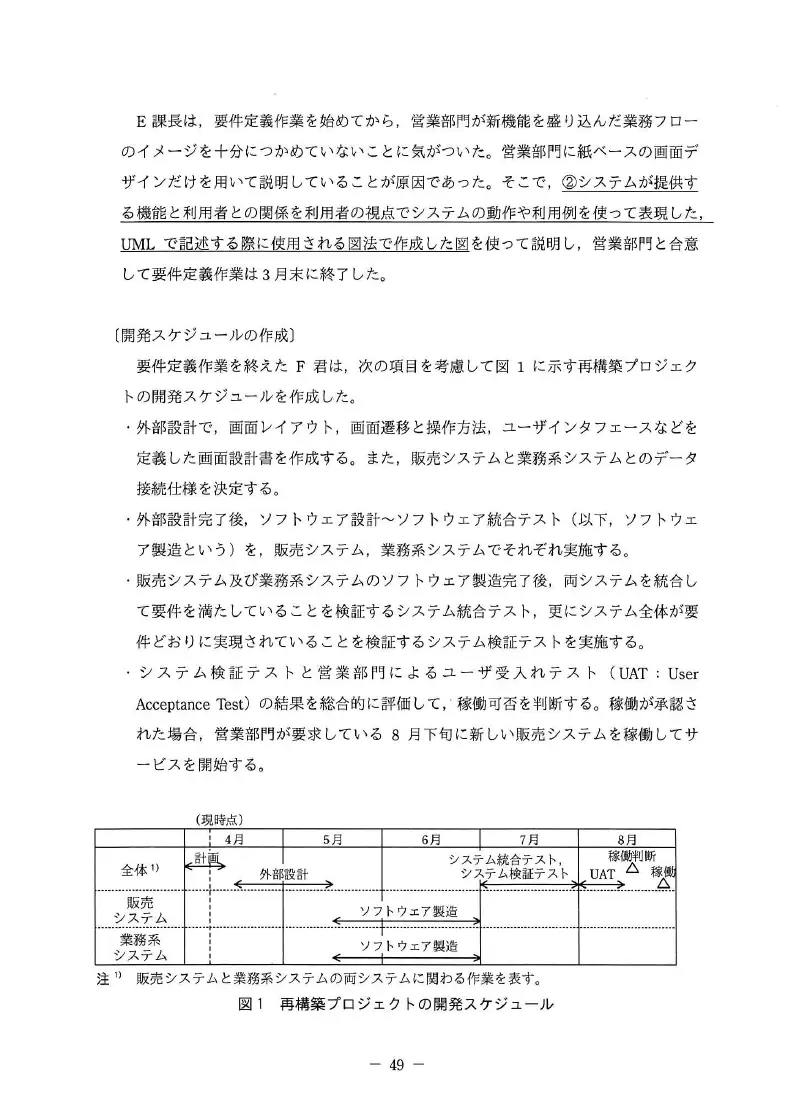 E 課長は，要件定義作業を始めてから，営業部門が新機能を盛り込んだ業務フロー
のイメージを十分につかめていないことに気がついた。営業部門に紙ベースの画面デ
ザインだけを用いて説明していることが原因であった。そこで，②システムが提供す
る機能と利用者との関係を利用者の視点でシステムの動作や利用例を使って表現した，
UML で記述する際に使用される図法で作成した図を使って説明し，営業部門と合意
して要件定義作業は 3 月末に終了した。
〔開発スケジュールの作成〕
要件定義作業を終えた F 君は，次の項目を考慮して図 1 に示す再構築プロジェク
トの開発スケジュールを作成した。
・外部設計で，画面レイアウト，画面遷移と操作方法，ユーザインタフェースなどを
定義した画面設計書を作成する。また，販売システムと業務系システムとのデータ
接続仕様を決定する。
・外部設計完了後，ソフトウェア設計～ソフトウェア統合テスト（以下，ソフトウェ
ア製造という）を，販売システム，業務系システムでそれぞれ実施する。
・販売システム及び業務系システムのソフトウェア製造完了後，両システムを統合し
て要件を満たしていることを検証するシステム統合テスト，更にシステム全体が要
件どおりに実現されていることを検証するシステム検証テストを実施する。
・システム検証テストと営業部門によるユーザ受入れテスト（UAT：User
Acceptance Test）の結果を総合的に評価して，稼働可否を判断する。稼働が承認さ
れた場合，営業部門が要求している 8 月下旬に新しい販売システムを稼働してサ
ービスを開始する。
（現時点）
4月 5月 6月 7月 8月
全体1) 計画 外部設計 システム統合テスト，
システム検証テスト UAT 稼働判断 稼働
販売
システム ソフトウェア製造
業務系
システム ソフトウェア製造
注1) 販売システムと業務系システムの両システムに関わる作業を表す。
図 1 再構築プロジェクトの開発スケジュール
－ 49 －